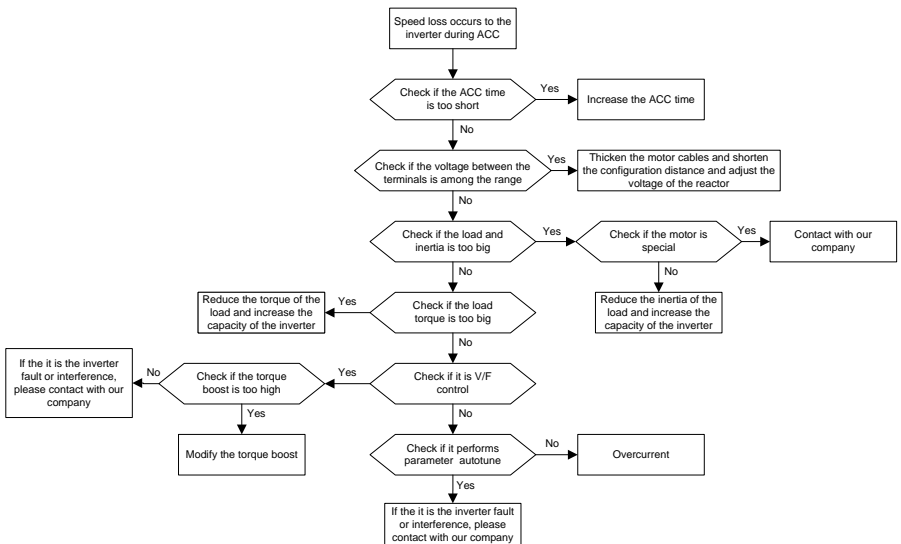 Speed loss occurs to the
inverter during ACC
Check if the ACC time
is too short
Yes
Increase the ACC time
No
Check if the voltage between the
terminals is among the range
Yes
Thicken the motor cables and shorten
the configuration distance and adjust the
voltage of the reactor
No
Check if the load and
inertia is too big
Yes
Check if the motor is
special
Yes
Contact with our
company
No
No
Reduce the torque of the
load and increase the
capacity of the inverter
Yes
Check if the load
torque is too big
Reduce the inertia of the
load and increase the
capacity of the inverter
No
If the it is the inverter
fault or interference,
please contact with our
company
No
Check if the torque
boost is too high
Yes
Check if it is V/F
control
Yes
No
Modify the torque boost
Check if it performs
parameter autotune
No
Overcurrent
Yes
If the it is the inverter fault
or interference, please
contact with our company